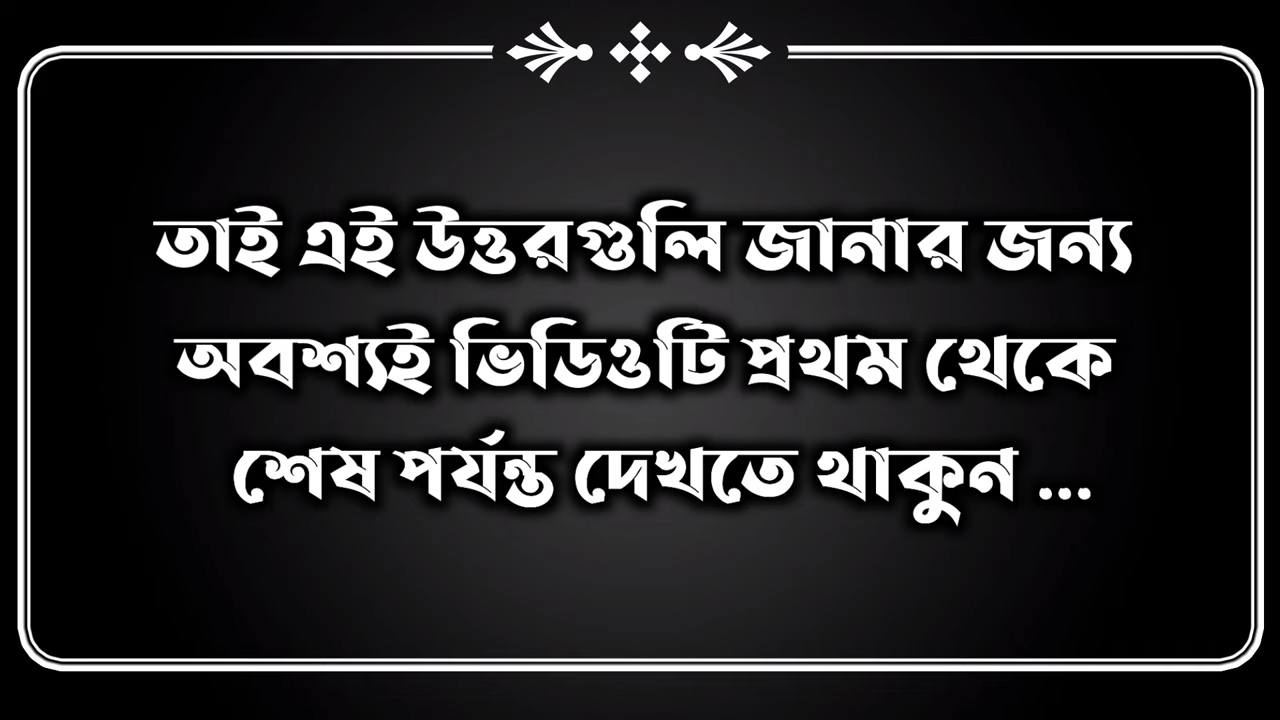 তাই এই উত্তরগুলি জানার জন্য
অবশ্যই ভিডিওটি প্রথম থেকে
শেষ পর্যন্ত দেখতে থাকুন ...